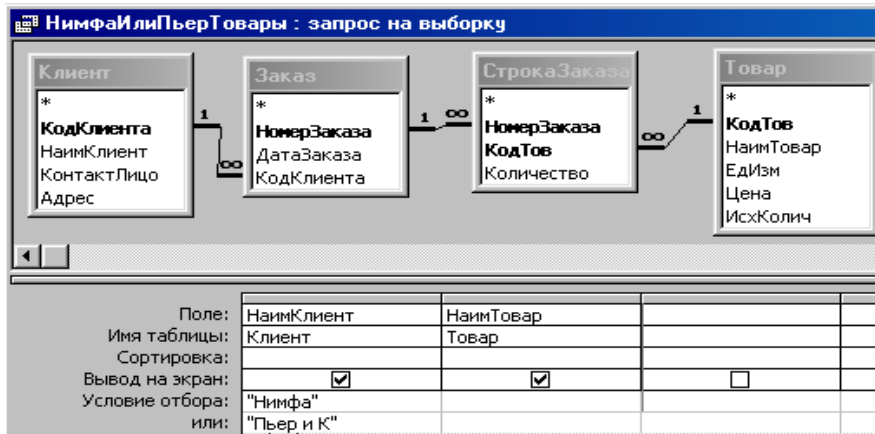 НимфаИлиПьерТовары : запрос на выборку
Клиент
*
КодКлиента
НаимКлиент
КонтактЛицо
Адрес
1
∞
Заказ
*
НомерЗаказа
ДатаЗаказа
КодКлиента
1
∞
СтрокаЗаказа
*
НомерЗаказа
КодТов
Количество
∞
1
Товар
*
КодТов
НаимТовар
ЕдИзм
Цена
ИсхКолич
Поле: НаимКлиент НаимТовар
Имя таблицы: Клиент Товар
Сортировка:
Вывод на экран:
Условие отбора: "Нимфа"
или: "Пьер и К"